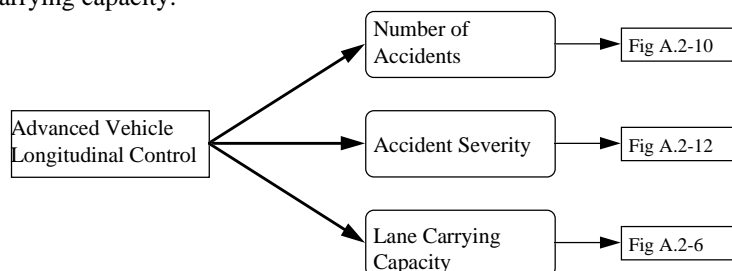 arrying capacity.
Number of
Accidents
Fig A.2-10
Advanced Vehicle
Longitudinal Control
Accident Severity
Fig A.2-12
Lane Carrying
Capacity
Fig A.2-6